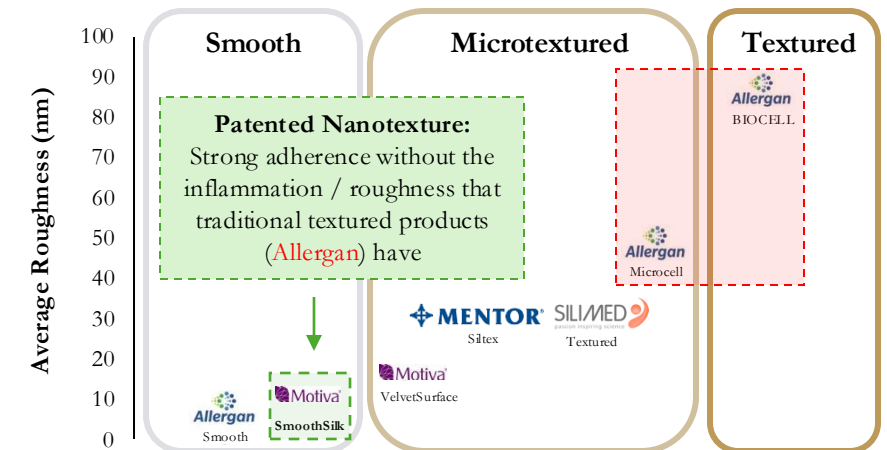 Smooth
Microtextured
Textured
Average Roughness (nm)
100
90
80
70
60
50
40
30
20
10
0
Patented Nanotexture:
Strong adherence without the
inflammation / roughness that
traditional textured products
(Allergan) have
Allergan
BIOCELL
Allergan
Microcell
MENTOR®
Siltex
SILIMED
passion inspiring science
Textured
Motiva®
VelvetSurface
Allergan
Smooth
Motiva®
SmoothSilk